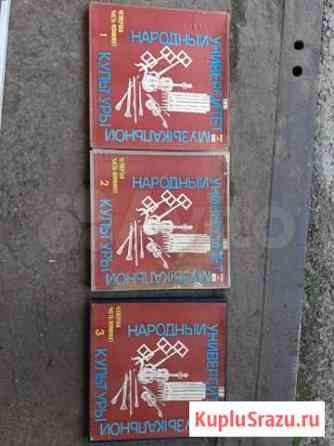 НАРОДНЫЙ
УНИВЕРСИТЕТ
МУЗЫКАЛЬНОЙ
КУЛЬТУРЫ
1
НАРОДНЫЙ
УНИВЕРСИТЕТ
МУЗЫКАЛЬНОЙ
КУЛЬТУРЫ
2
НАРОДНЫЙ
УНИВЕРСИТЕТ
МУЗЫКАЛЬНОЙ
КУЛЬТУРЫ
3
KupluSrazu.ru